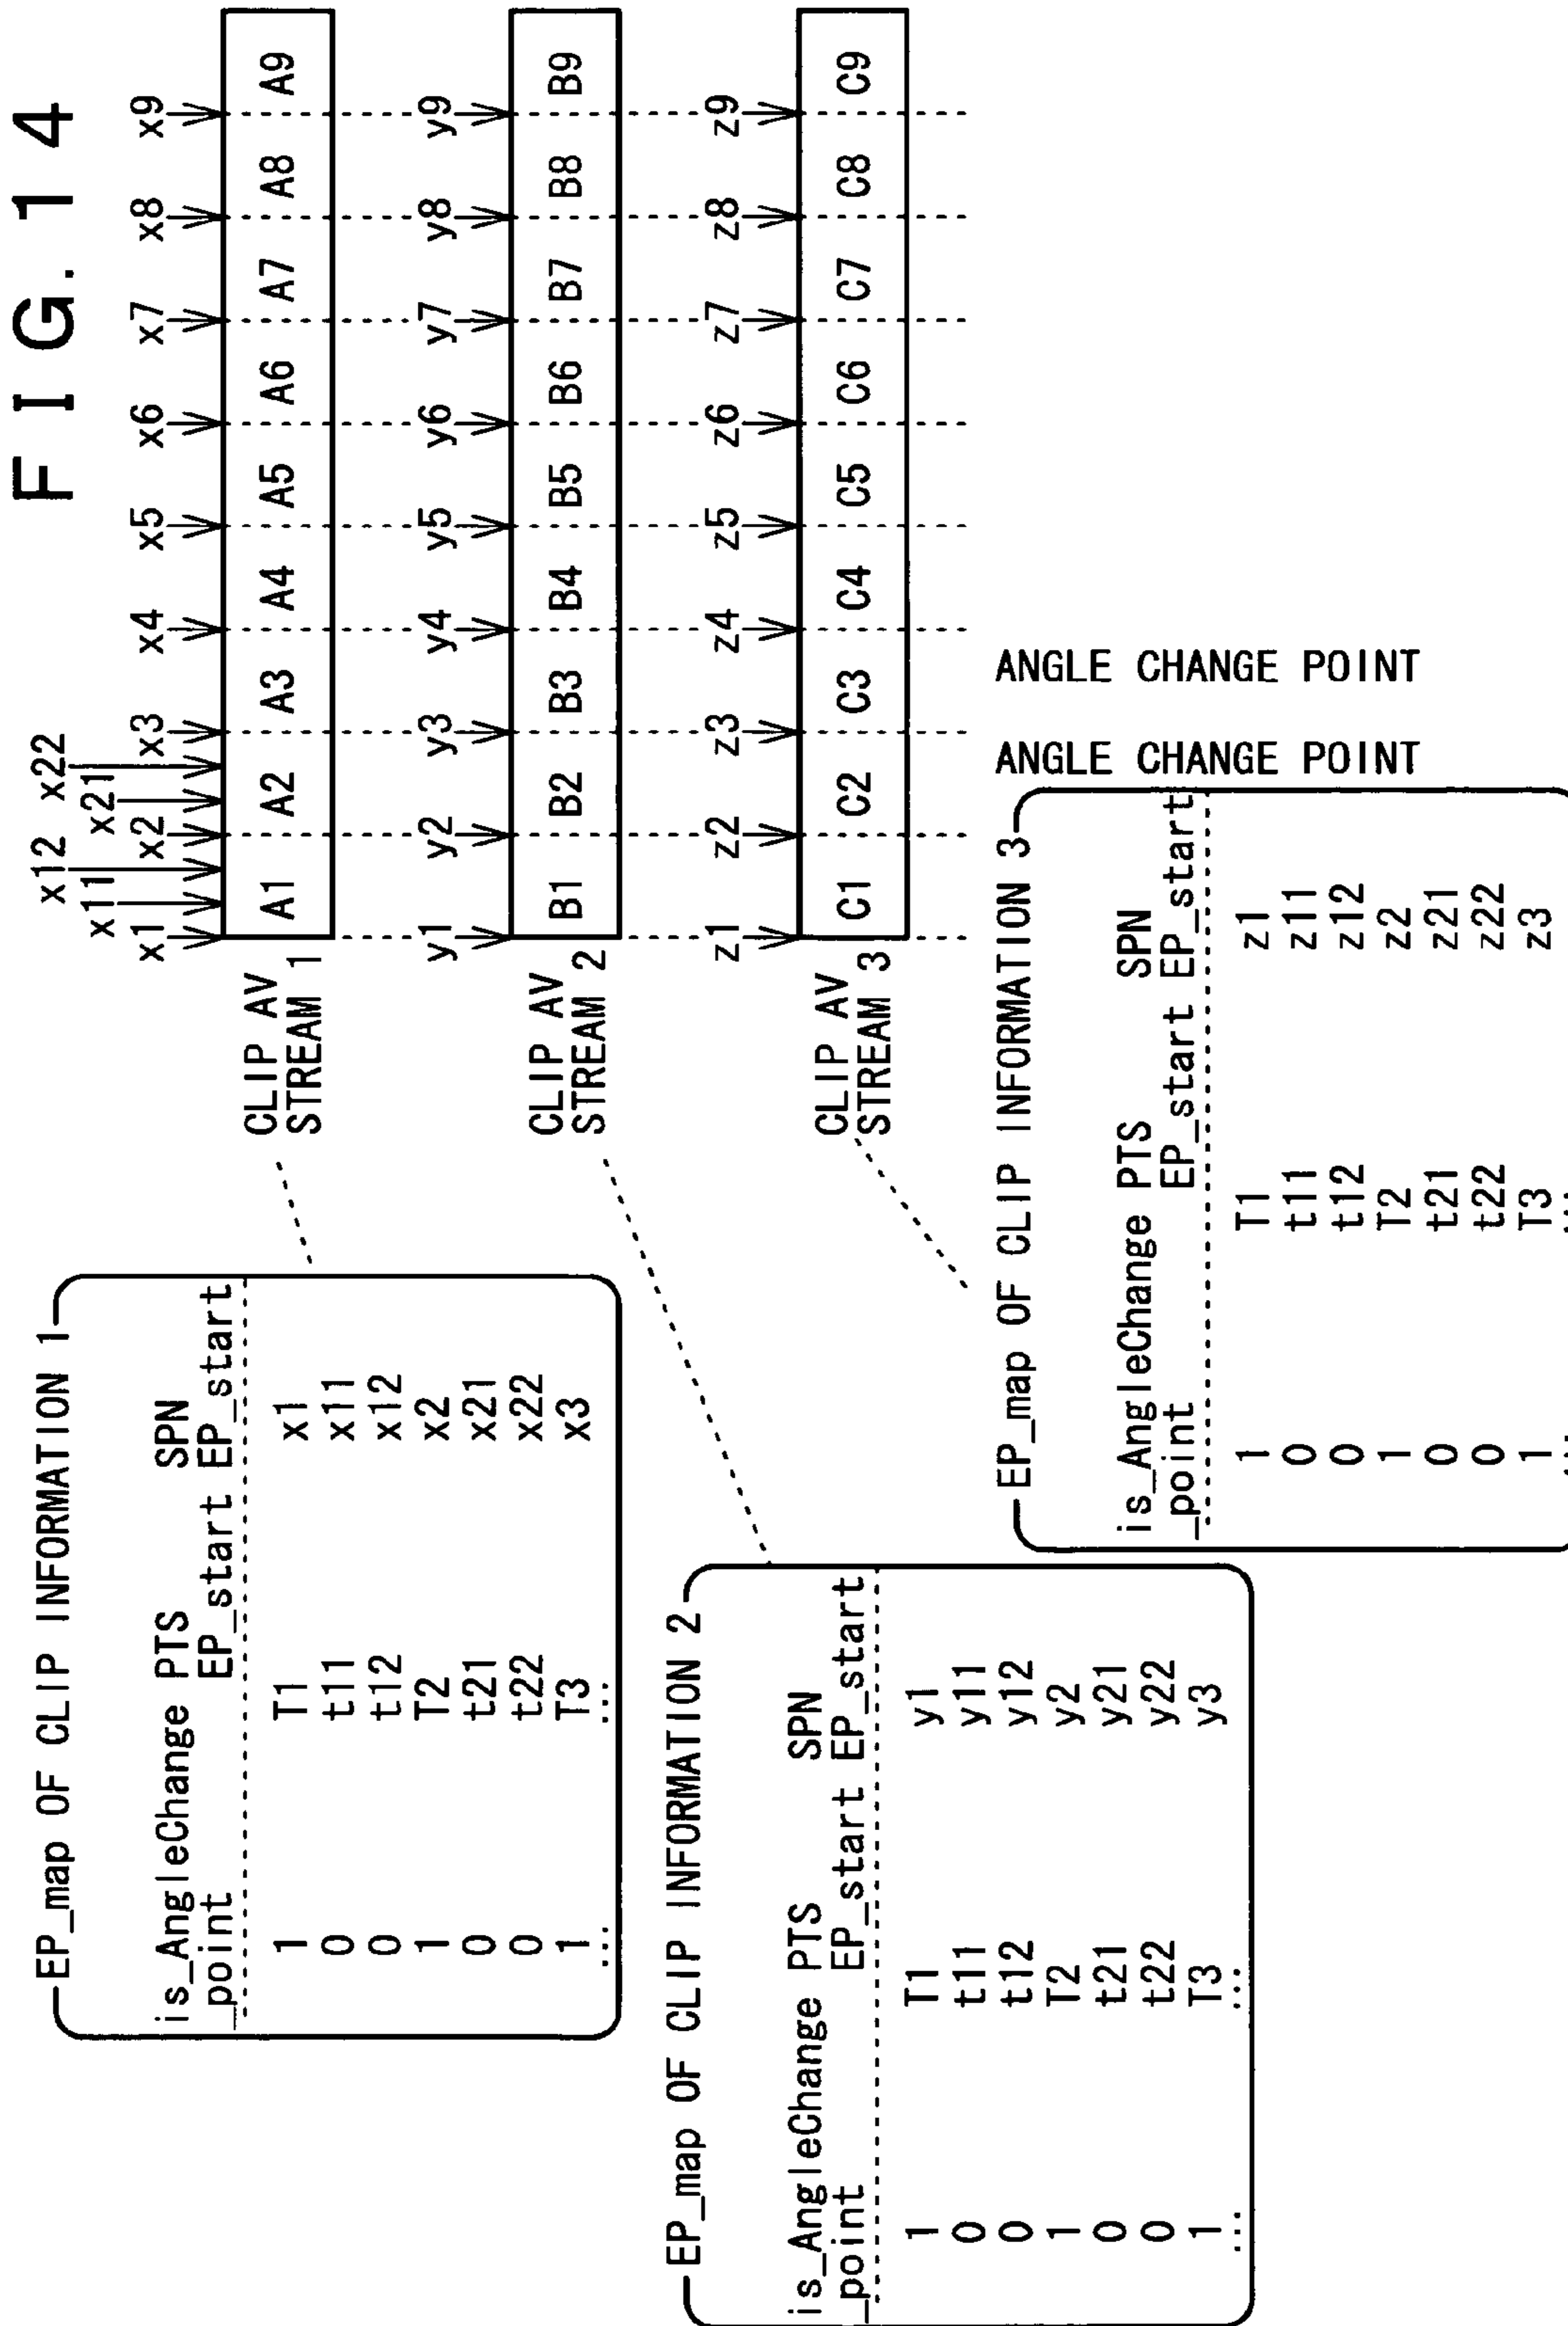 FIG. 14
x12 x22
x11 x21
x1 x2 x3 x4 x5 x6 x7 x8 x9
CLIP AV
STREAM 1
A1 A2 A3 A4 A5 A6 A7 A8 A9
y1 y2 y3 y4 y5 y6 y7 y8 y9
CLIP AV
STREAM 2
B1 B2 B3 B4 B5 B6 B7 B8 B9
z1 z2 z3 z4 z5 z6 z7 z8 z9
CLIP AV
STREAM 3
C1 C2 C3 C4 C5 C6 C7 C8 C9
ANGLE CHANGE POINT
ANGLE CHANGE POINT
EP_map OF CLIP INFORMATION 1
is_AngleChange PTS SPN
_point EP_start EP_start
1 T1 x1
0 t11 x11
0 t12 x12
1 T2 x2
0 t21 x21
0 t22 x22
1 T3 x3
... ...
EP_map OF CLIP INFORMATION 2
is_AngleChange PTS SPN
_point EP_start EP_start
1 T1 y1
0 t11 y11
0 t12 y12
1 T2 y2
0 t21 y21
0 t22 y22
1 T3 y3
... ...
EP_map OF CLIP INFORMATION 3
is_AngleChange PTS SPN
_point EP_start EP_start
1 T1 z1
0 t11 z11
0 t12 z12
1 T2 z2
0 t21 z21
0 t22 z22
1 T3 z3
... ...